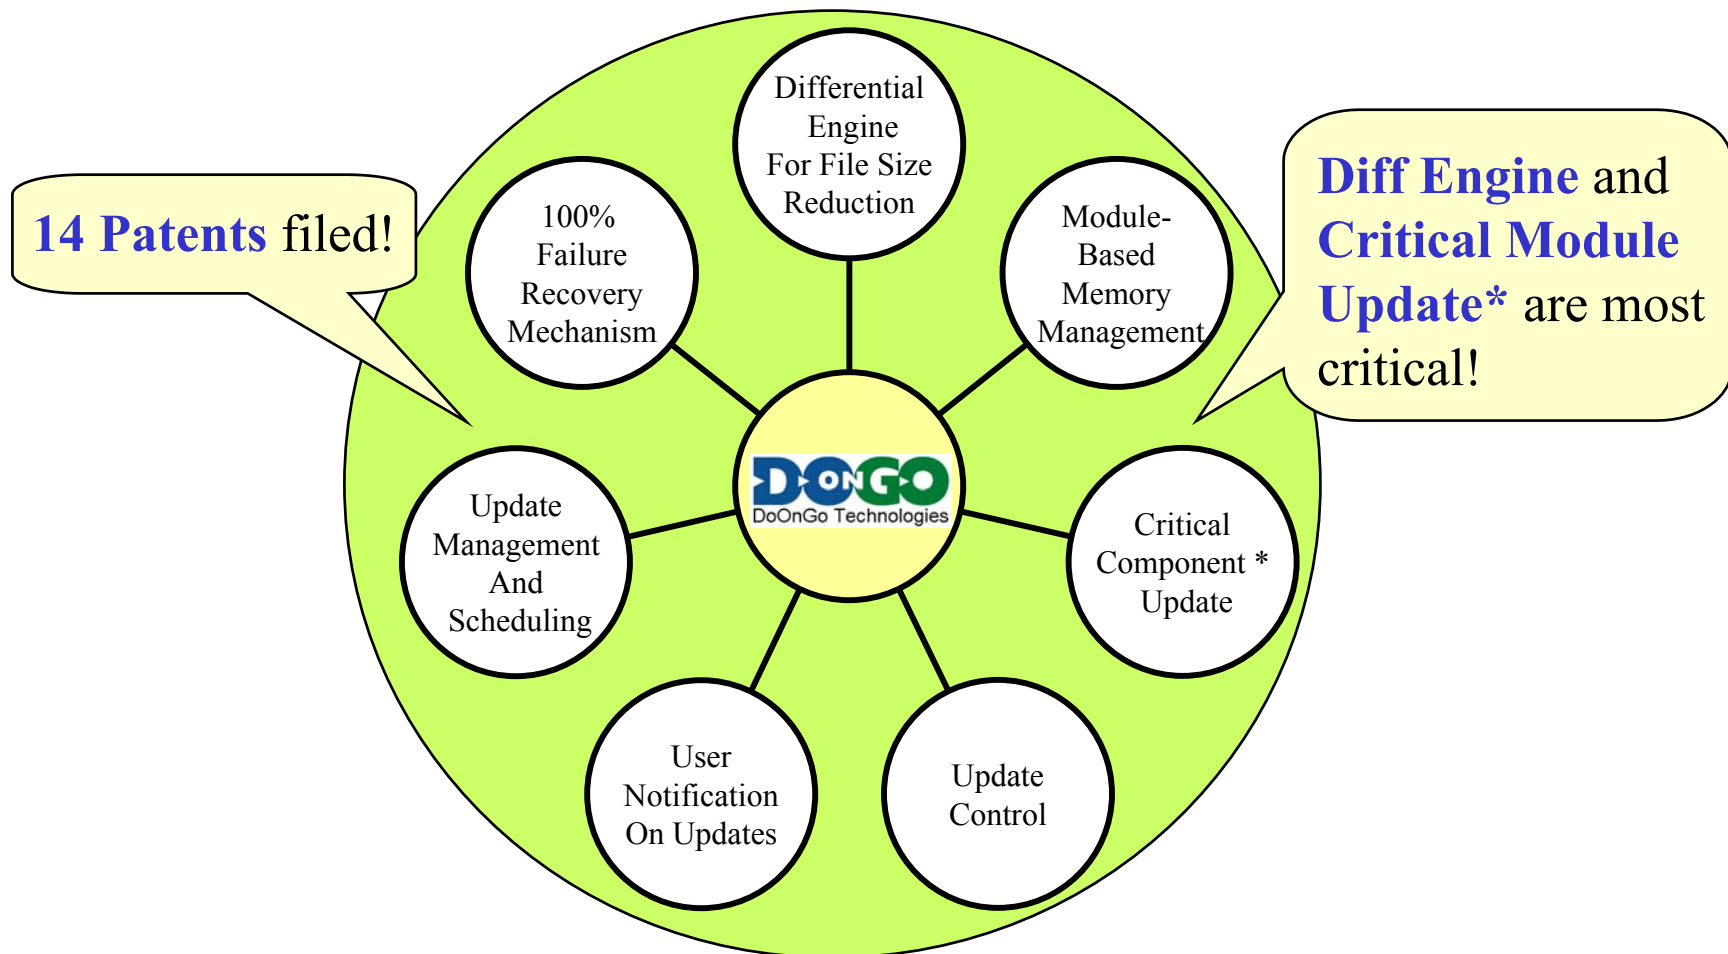 Differential
Engine
For File Size
Reduction
100%
Failure
Recovery
Mechanism
Module-
Based
Memory
Management
14 Patents filed!
Diff Engine and
Critical Module
Update* are most
critical!
DONGO
DoOnGo Technologies
Update
Management
And
Scheduling
Critical
Component *
Update
User
Notification
On Updates
Update
Control